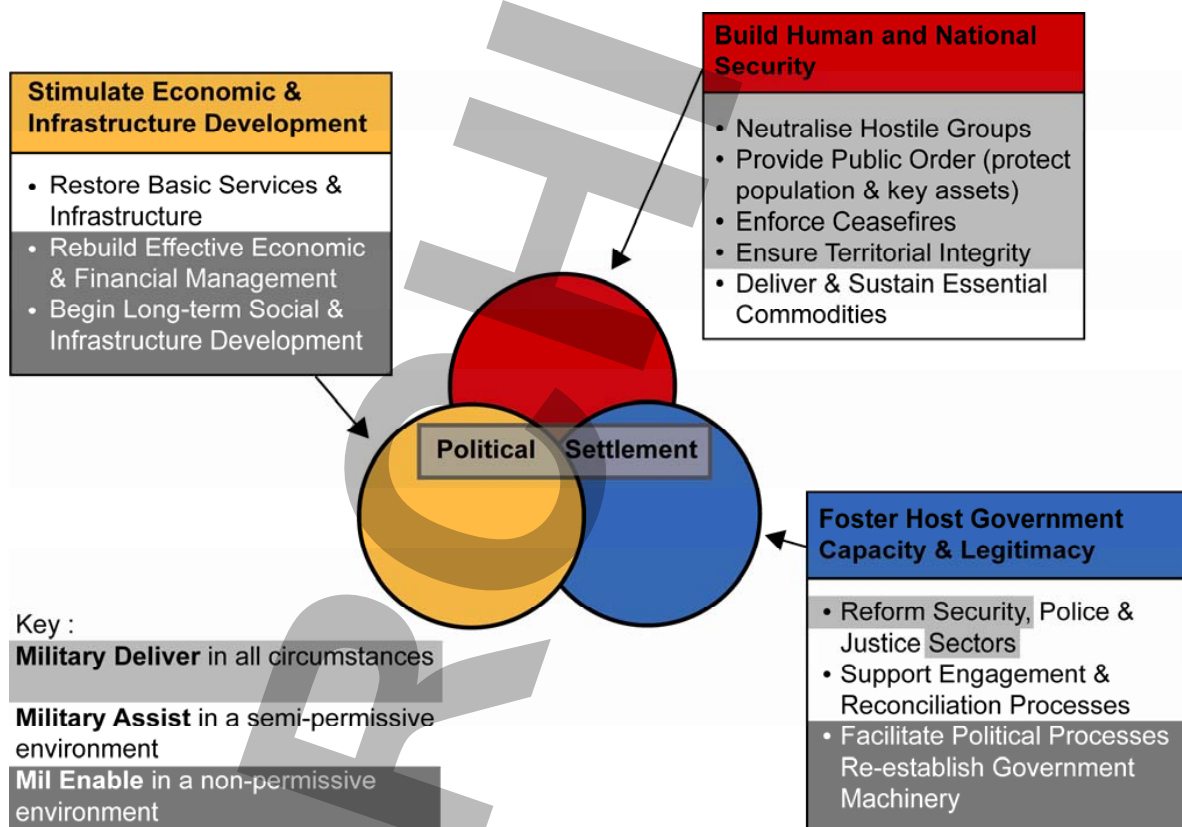 Build Human and National
Security
• Neutralise Hostile Groups
• Provide Public Order (protect
population & key assets)
• Enforce Ceasefires
• Ensure Territorial Integrity
• Deliver & Sustain Essential
Commodities
Stimulate Economic &
Infrastructure Development
• Restore Basic Services &
Infrastructure
• Rebuild Effective Economic
& Financial Management
• Begin Long-term Social &
Infrastructure Development
Political Settlement
Foster Host Government
Capacity & Legitimacy
• Reform Security, Police &
Justice Sectors
• Support Engagement &
Reconciliation Processes
• Facilitate Political Processes
Re-establish Government
Machinery
Key :
Military Deliver in all circumstances
Military Assist in a semi-permissive
environment
Mil Enable in a non-permissive
environment